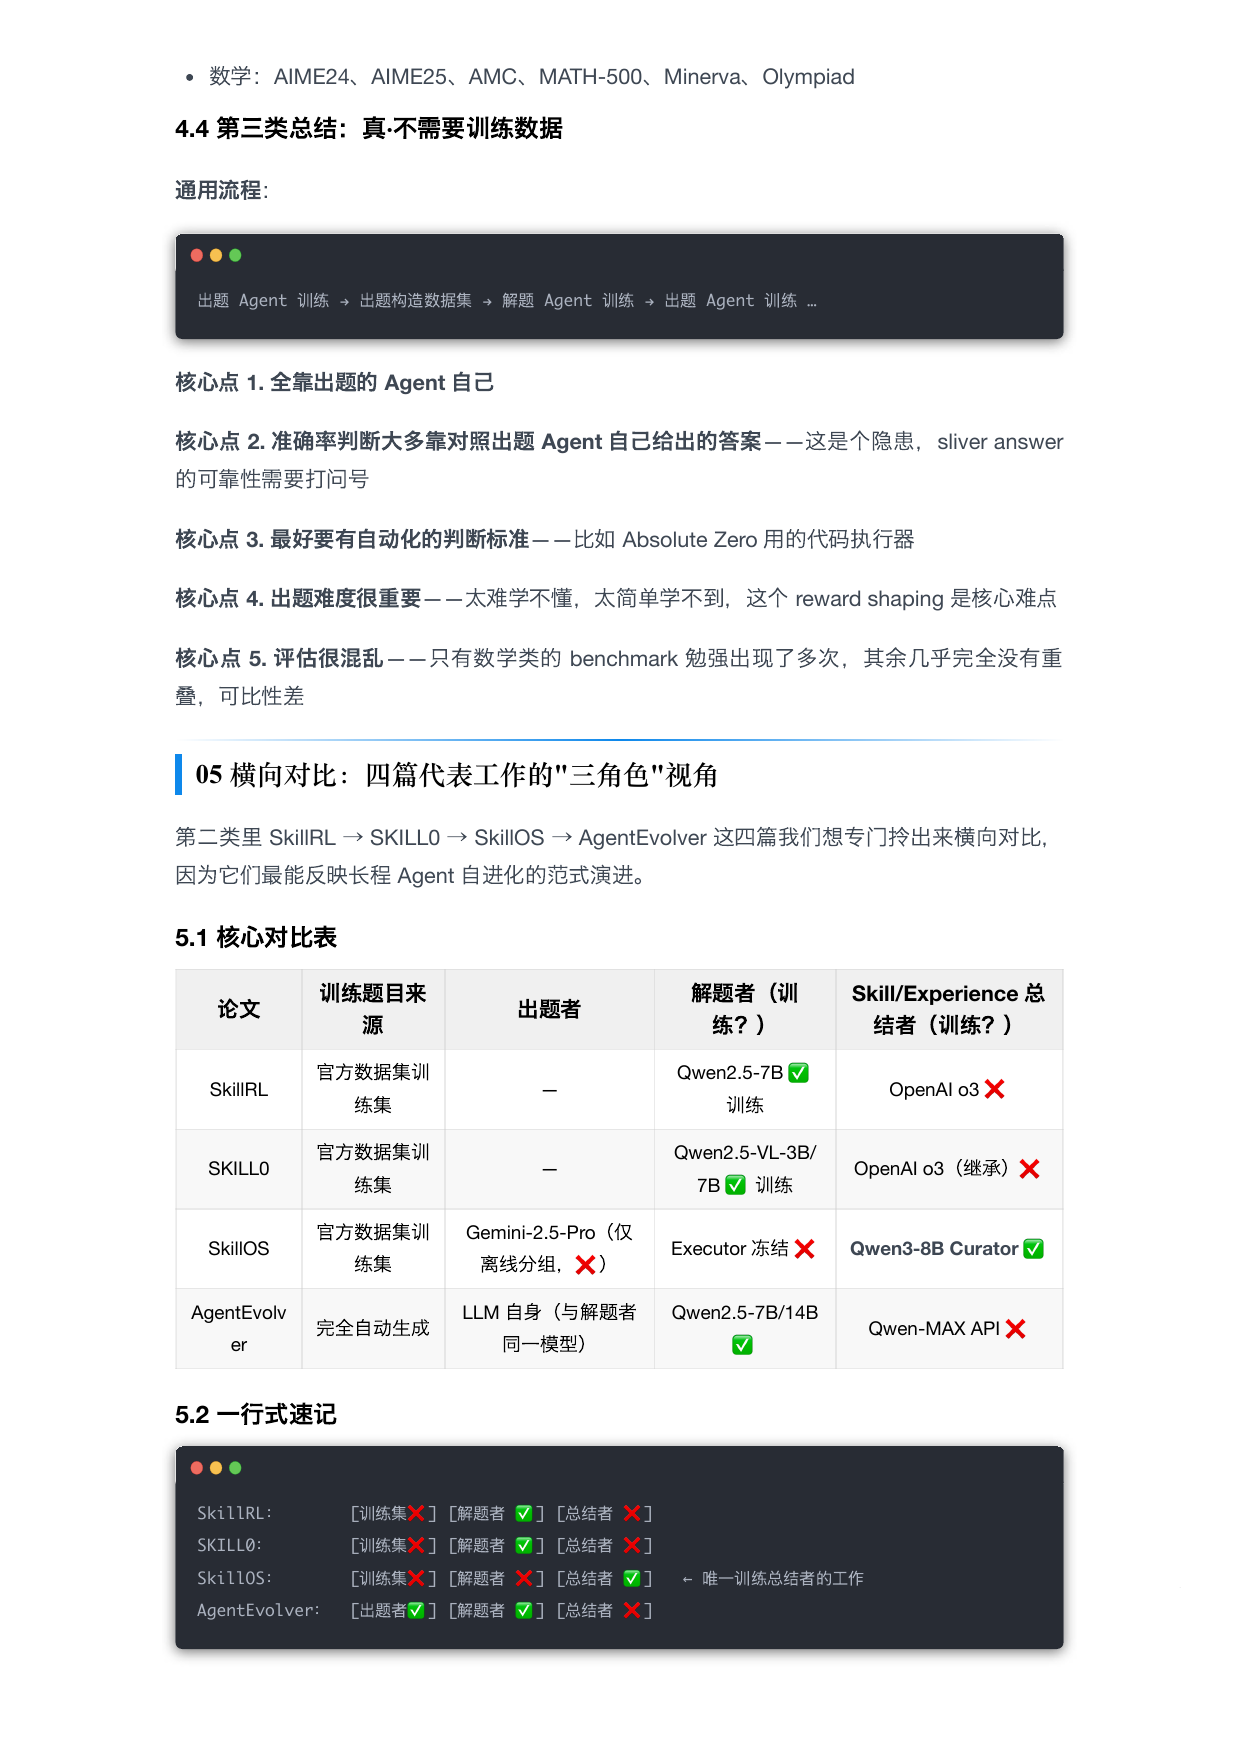 • 数学：AIME24、AIME25、AMC、MATH-500、Minerva、Olympiad
4.4 第三类总结：真·不需要训练数据
通用流程：
出题 Agent 训练 → 出题构造数据集 → 解题 Agent 训练 → 出题 Agent 训练 …
核心点 1. 全靠出题的 Agent 自己
核心点 2. 准确率判断大多靠对照出题 Agent 自己给出的答案——这是个隐患，sliver answer
的可靠性需要打问号
核心点 3. 最好要有自动化的判断标准——比如 Absolute Zero 用的代码执行器
核心点 4. 出题难度很重要——太难学不懂，太简单学不到，这个 reward shaping 是核心难点
核心点 5. 评估很混乱——只有数学类的 benchmark 勉强出现了多次，其余几乎完全没有重
叠，可比性差
05 横向对比：四篇代表工作的"三角色"视角
第二类里 SkillRL → SKILL0 → SkillOS → AgentEvolver 这四篇我们想专门拎出来横向对比，
因为它们最能反映长程 Agent 自进化的范式演进。
5.1 核心对比表
论文
训练题目来
源
出题者
解题者（训
练？）
Skill/Experience 总
结者（训练？）
SkillRL
官方数据集训
练集
—
Qwen2.5-7B ✅
训练
OpenAI o3 ❌
SKILL0
官方数据集训
练集
—
Qwen2.5-VL-3B/
7B ✅ 训练
OpenAI o3（继承）❌
SkillOS
官方数据集训
练集
Gemini-2.5-Pro（仅
离线分组，❌）
Executor 冻结 ❌
Qwen3-8B Curator ✅
AgentEvolv
er
完全自动生成
LLM 自身（与解题者
同一模型）
Qwen2.5-7B/14B
✅
Qwen-MAX API ❌
5.2 一行式速记
SkillRL: [训练集❌] [解题者 ✅] [总结者 ❌]
SKILL0: [训练集❌] [解题者 ✅] [总结者 ❌]
SkillOS: [训练集❌] [解题者 ❌] [总结者 ✅] ← 唯一训练总结者的工作
AgentEvolver: [出题者✅] [解题者 ✅] [总结者 ❌]